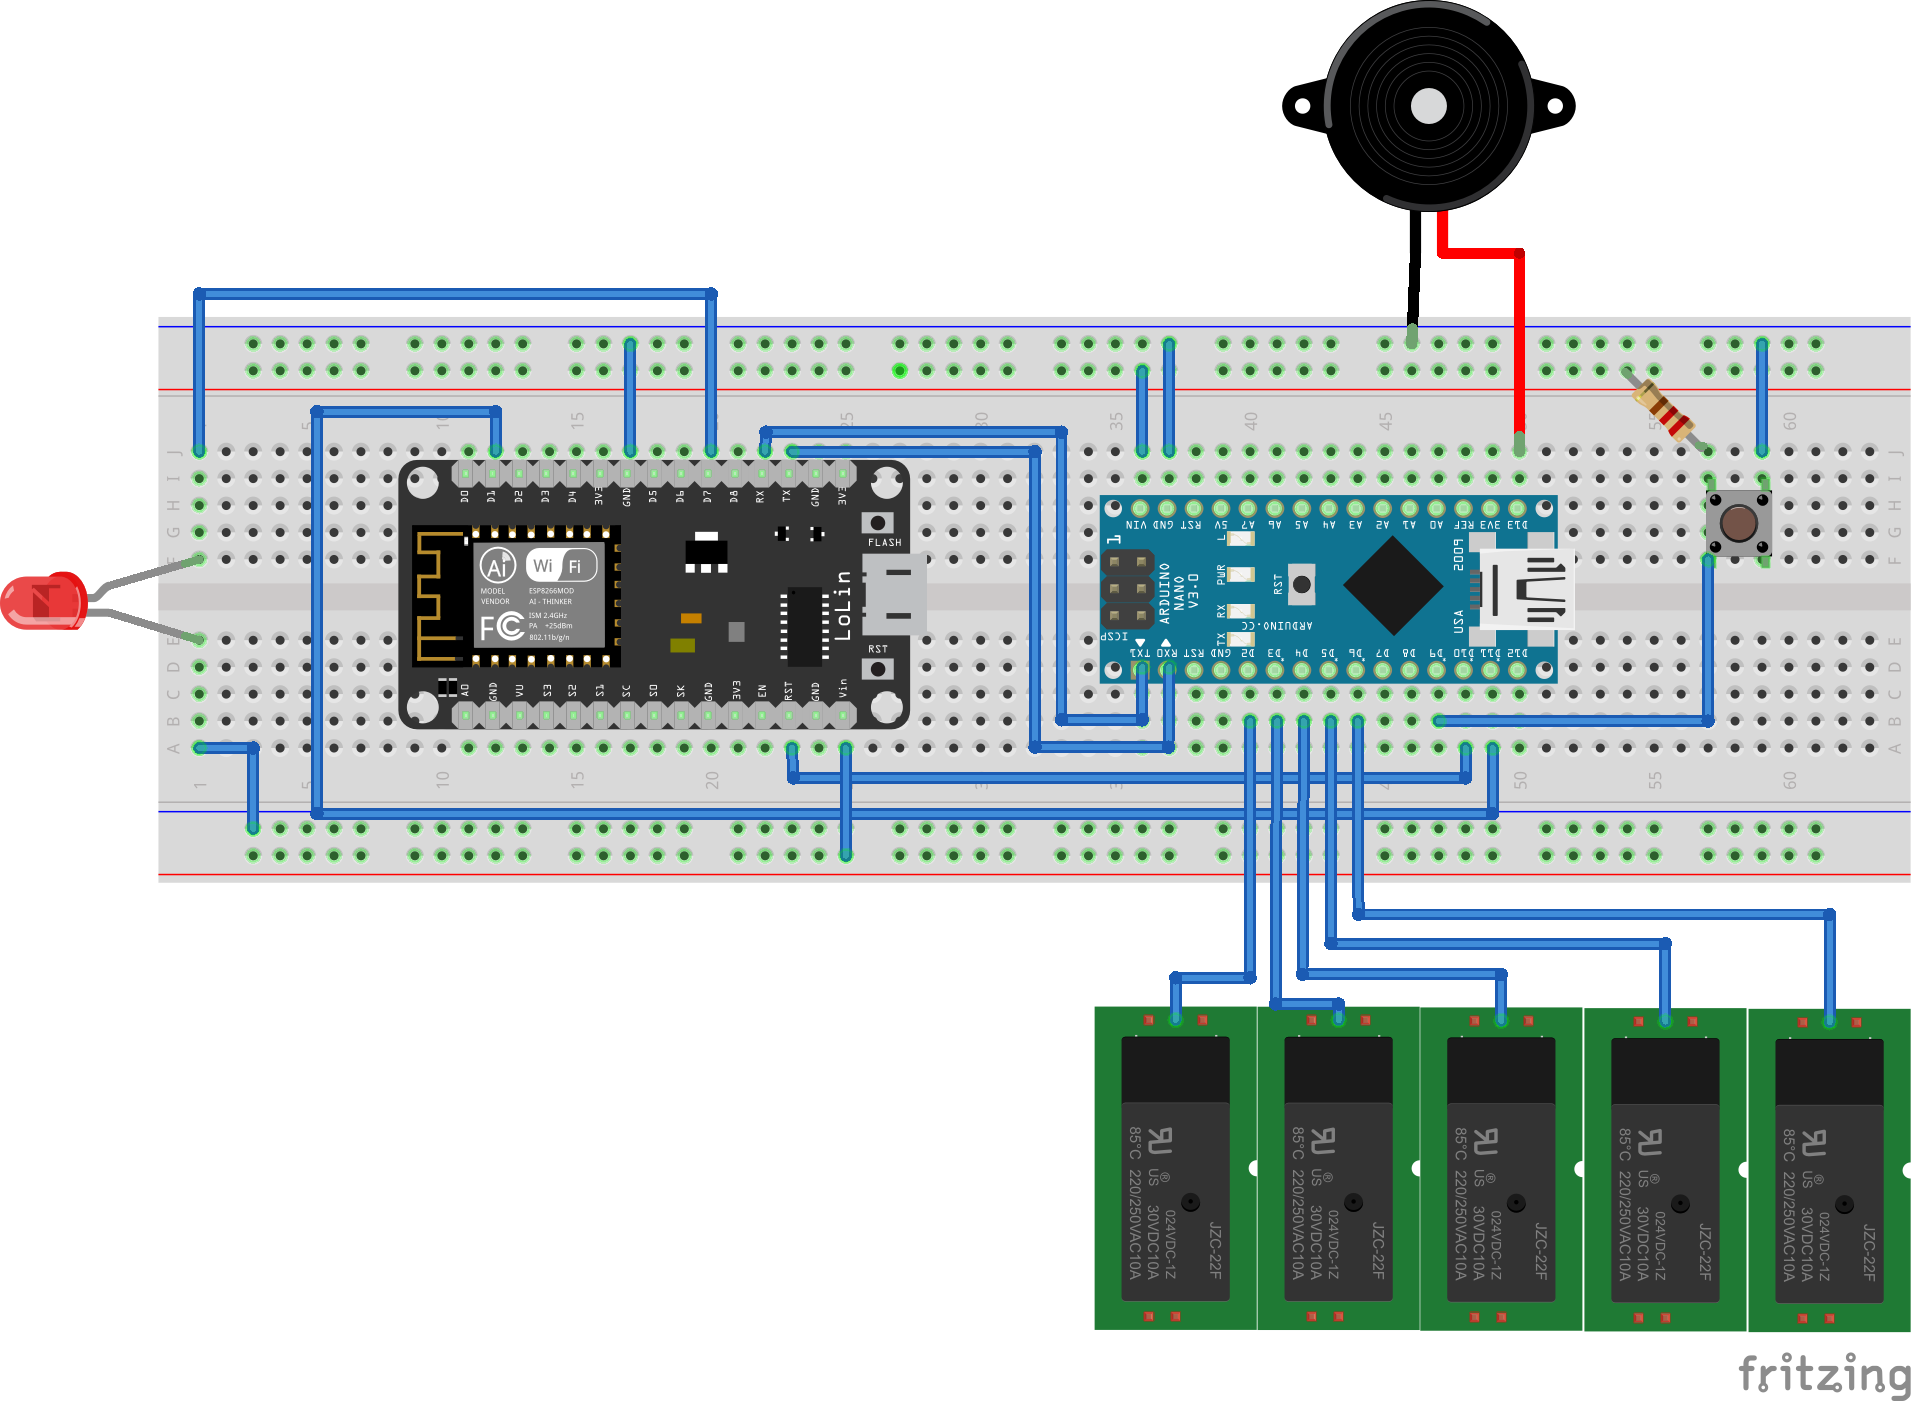 15
25
30
35
40
45
55
60
J
I
H
G
F
J
I
H
G
F
D0
D1
D2
D3
D4
3V3
GND
D5
D6
D7
D8
RX
TX
GND
3V3
FLASH
VIN
GND
RST
5V
A7
A6
A5
A4
A3
A2
A1
A0
REF
3V3
D13
1
Ai
Wi Fi
MODEL ESP8266MOD
VENDOR AI-THINKER
ISM 2.4GHz
PA +25dBm
802.11b/g/n
FC
LoLin
RST
L
PWR
RX
TX
RST
ARDUINO
NANO
V3.0
ARDUINO.CC
ICSP
2009
USA
TX1
RX0
RST
GND
D2
D3
D4
D5
D6
D7
D8
D9
D10
D11
D12
E
D
C
B
A
E
D
C
B
A
A0
GND
VU
S3
S2
S1
SC
S0
SK
GND
3V3
EN
RST
GND
Vin
1
5
10
15
20
50
55
60
85°C 220/250VAC10A
US ® 30VDC10A
024VDC-1Z
JZC-22F
85°C 220/250VAC10A
US ® 30VDC10A
024VDC-1Z
JZC-22F
85°C 220/250VAC10A
US ® 30VDC10A
024VDC-1Z
JZC-22F
85°C 220/250VAC10A
US ® 30VDC10A
024VDC-1Z
JZC-22F
85°C 220/250VAC10A
US ® 30VDC10A
024VDC-1Z
JZC-22F
fritzing